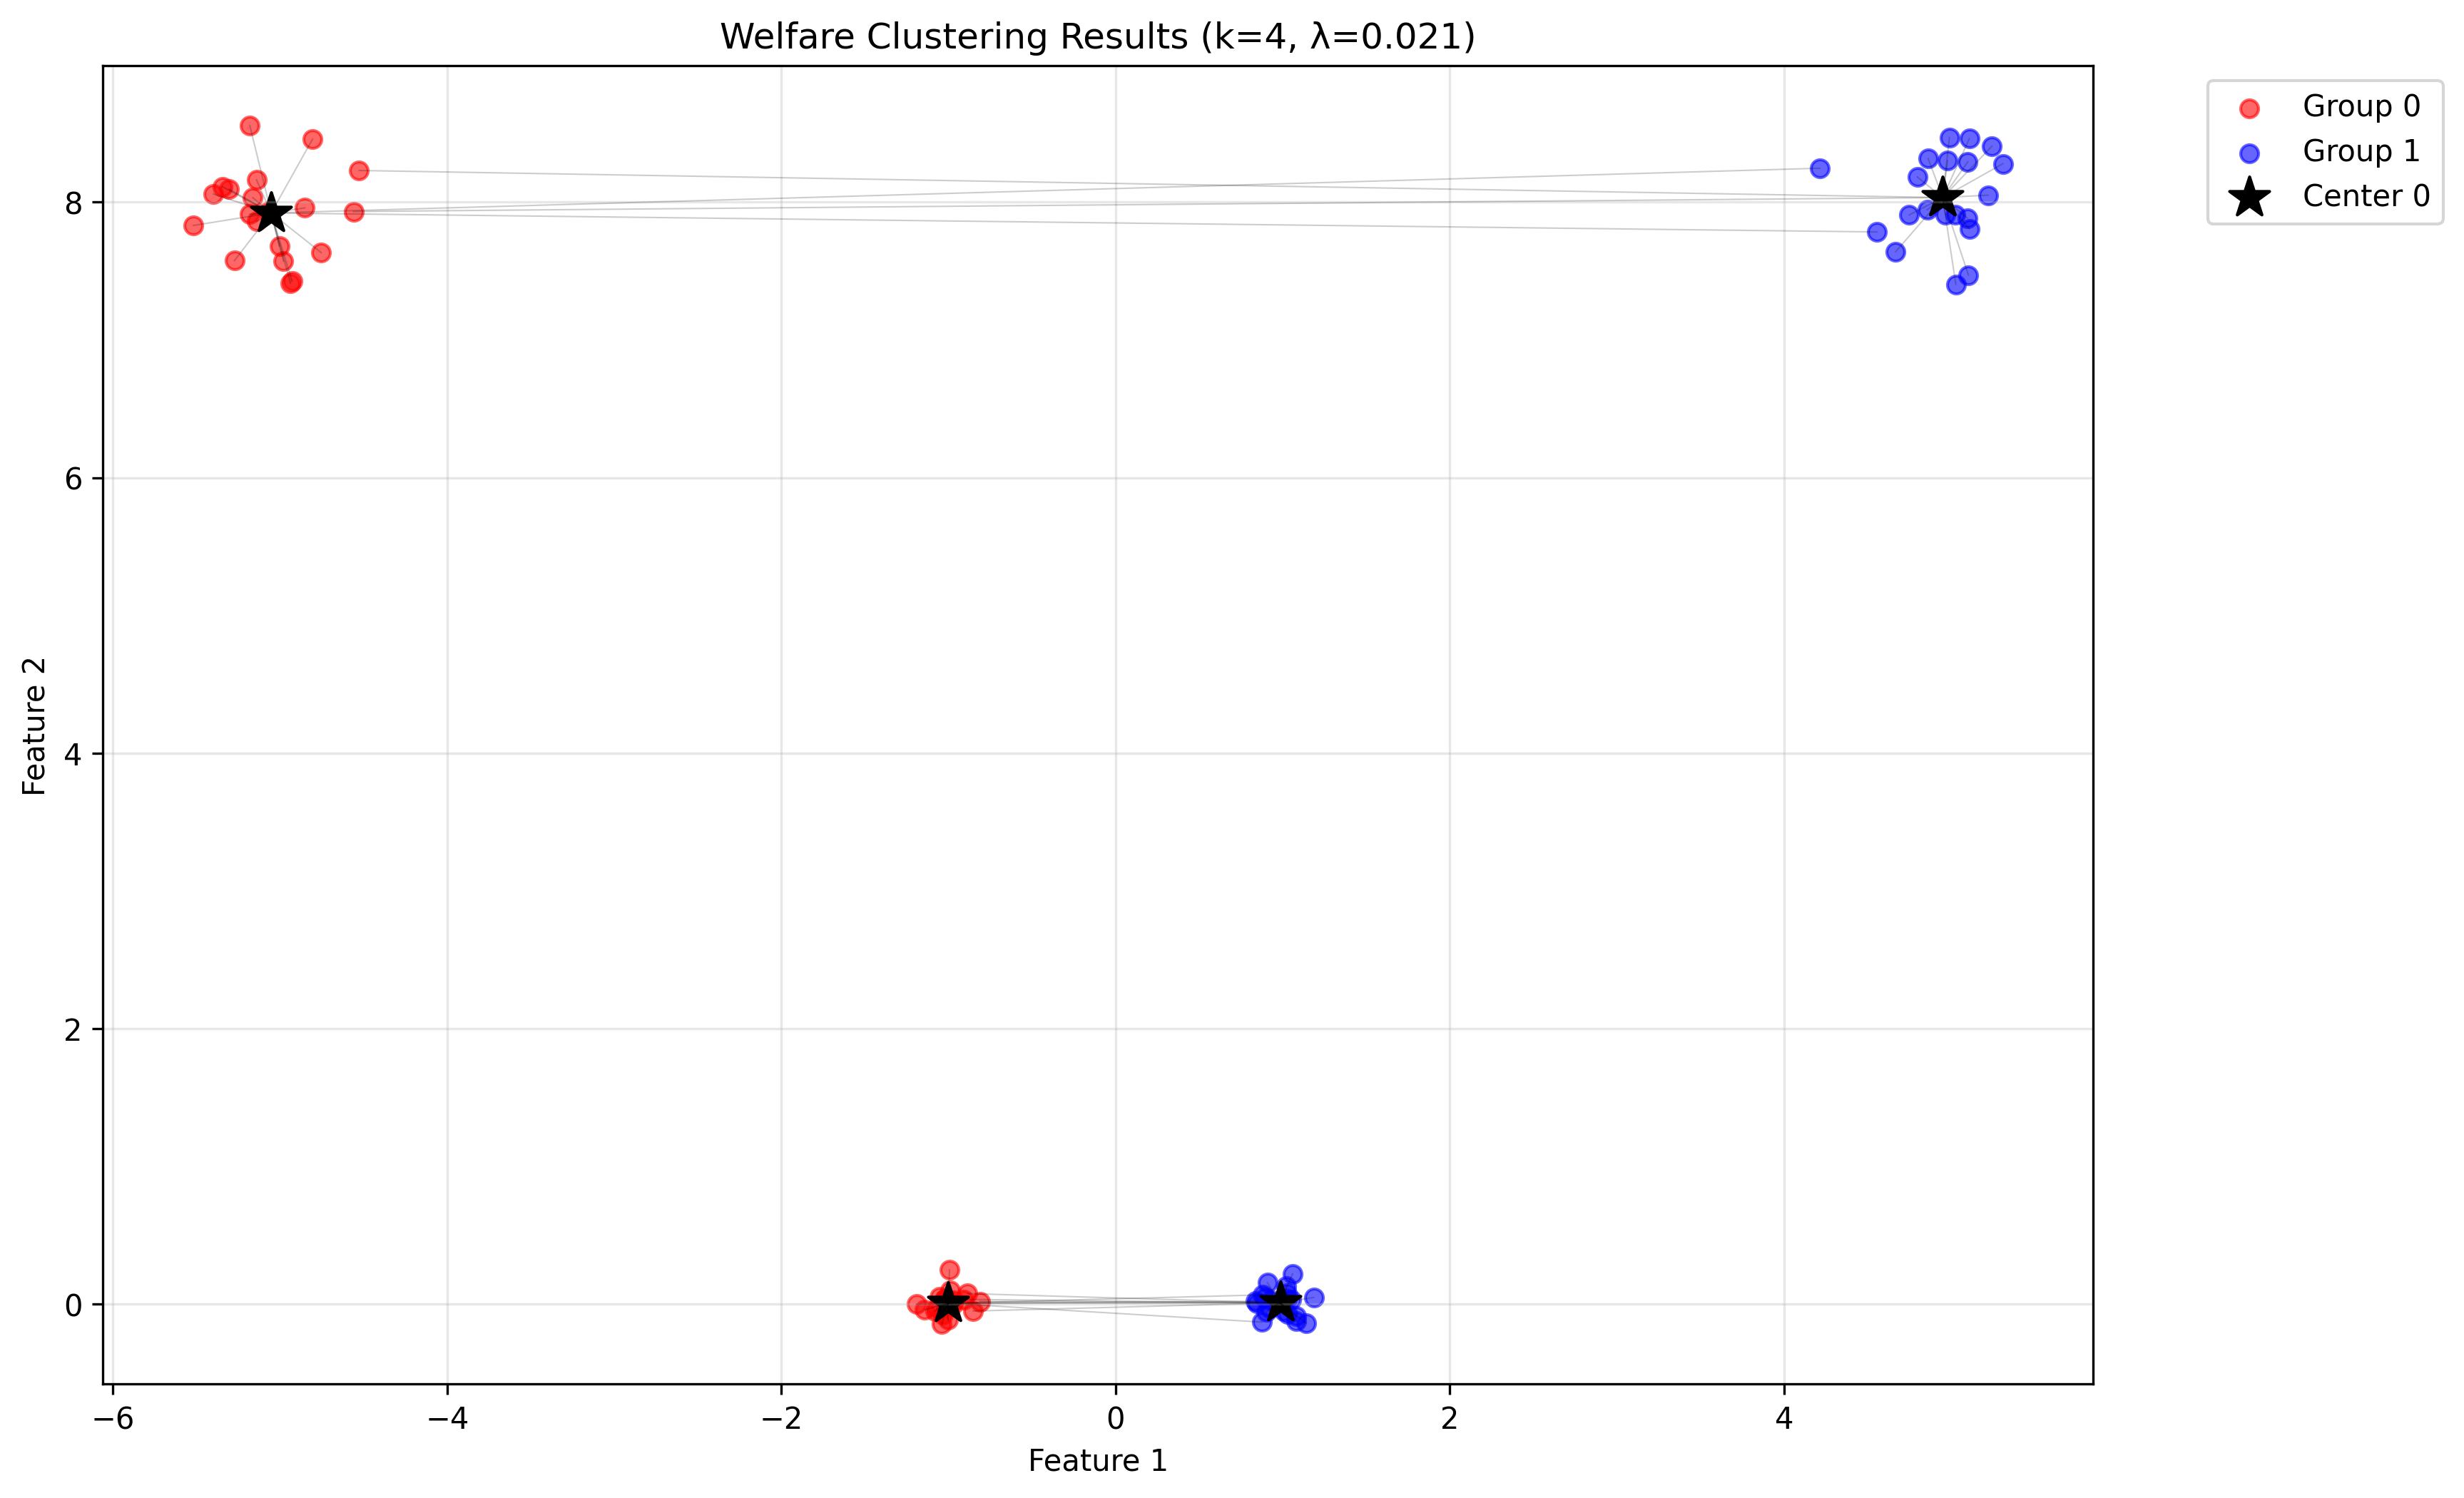 Welfare Clustering Results (k=4, λ=0.021)
Group 0
Group 1
Center 0
Feature 2
8
6
4
2
0
−6
−4
−2
0
2
4
Feature 1